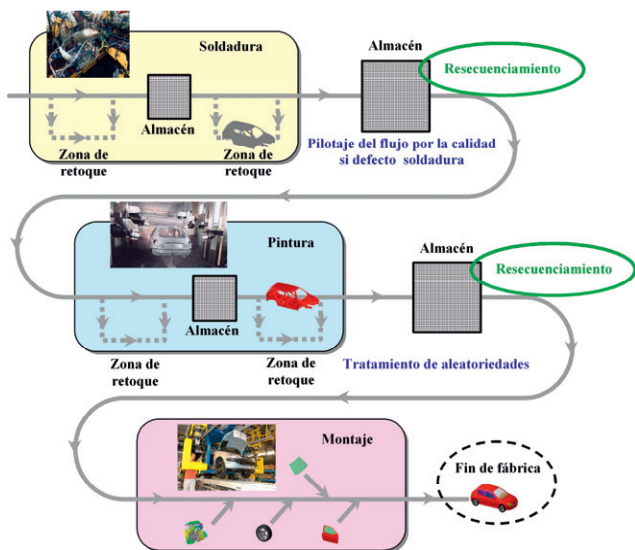 Soldadura
Almacén
Resecuenciamiento
Almacén
Zona de
retoque
Zona de
retoque
Pilotaje del flujo por la calidad
si defecto soldadura
Pintura
Almacén
Resecuenciamiento
Almacén
Zona de
retoque
Zona de
retoque
Tratamiento de aleatoriedades
Montaje
Fin de fábrica